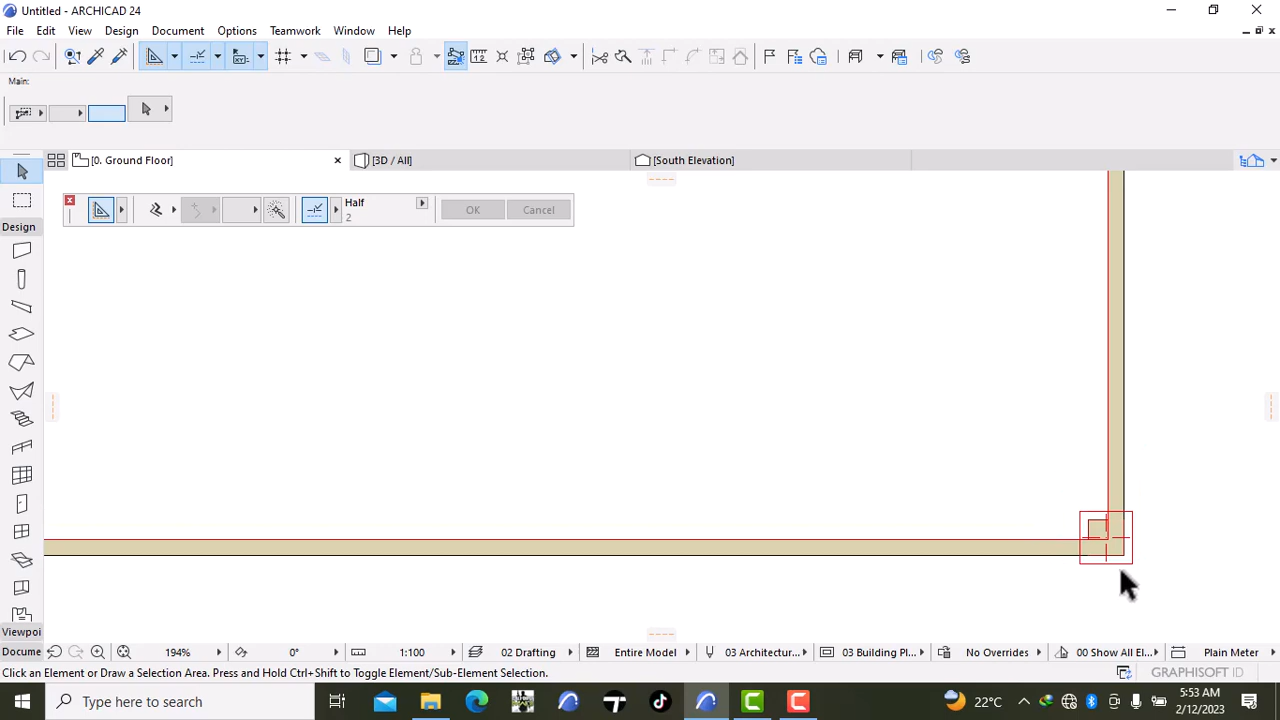 Untitled - ARCHICAD 24
File Edit View Design Document Options Teamwork Window Help
Main:
[0. Ground Floor] [3D / All] [South Elevation]
Half
2
OK Cancel
Design
Viewpoi
Docume 194% 0° 1:100 02 Drafting Entire Model 03 Architectur... 03 Building Pl... No Overrides 00 Show All El... Plain Meter
Click an Element or Draw a Selection Area. Press and Hold Ctrl+Shift to Toggle Element/Sub-Element Selection.
GRAPHISOFT ID
Type here to search
22°C
5:53 AM
2/12/2023